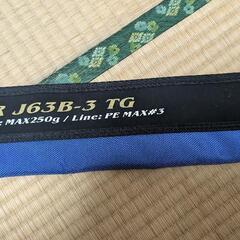 R J63B-3 TG
: MAX250g / Line: PE MAX#3